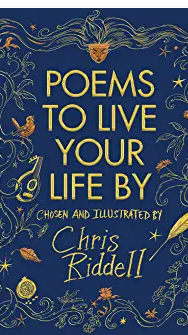 POEMS
TO LIVE
YOUR
LIFE BY
CHOSEN AND ILLUSTRATED BY
Chris
Riddell